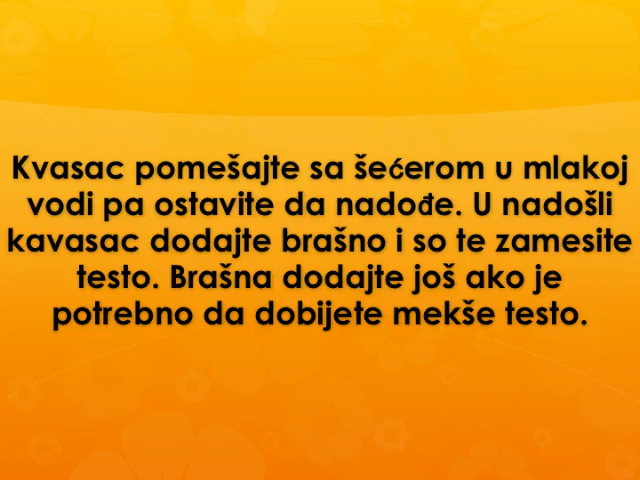 Kvasac pomešajte sa šećerom u mlakoj
vodi pa ostavite da nadođe. U nadošli
kavasac dodajte brašno i so te zamesite
testo. Brašna dodajte još ako je
potrebno da dobijete mekše testo.